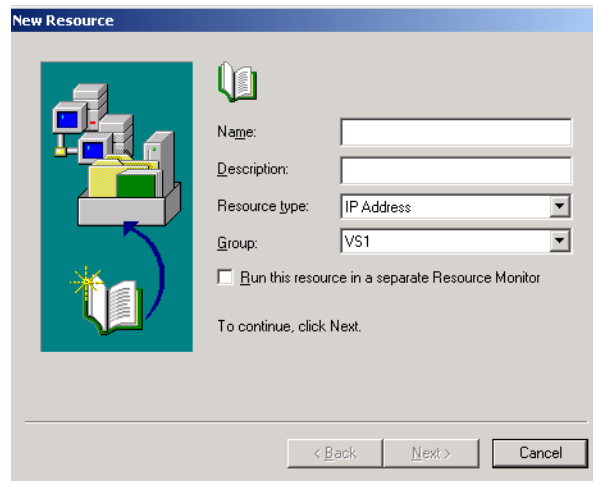 New Resource
Name:
Description:
Resource type: IP Address
Group: VS1
Run this resource in a separate Resource Monitor
To continue, click Next.
< Back Next > Cancel